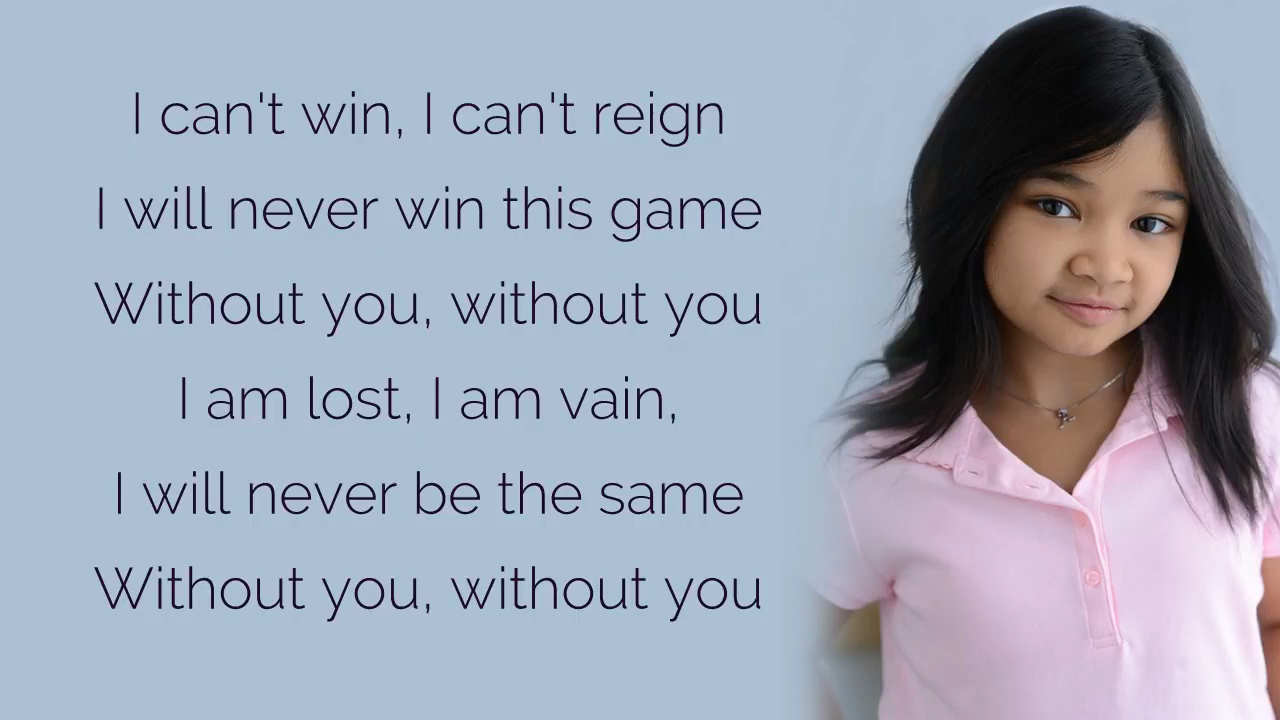 I can't win, I can't reign
I will never win this game
Without you, without you
I am lost, I am vain,
I will never be the same
Without you, without you